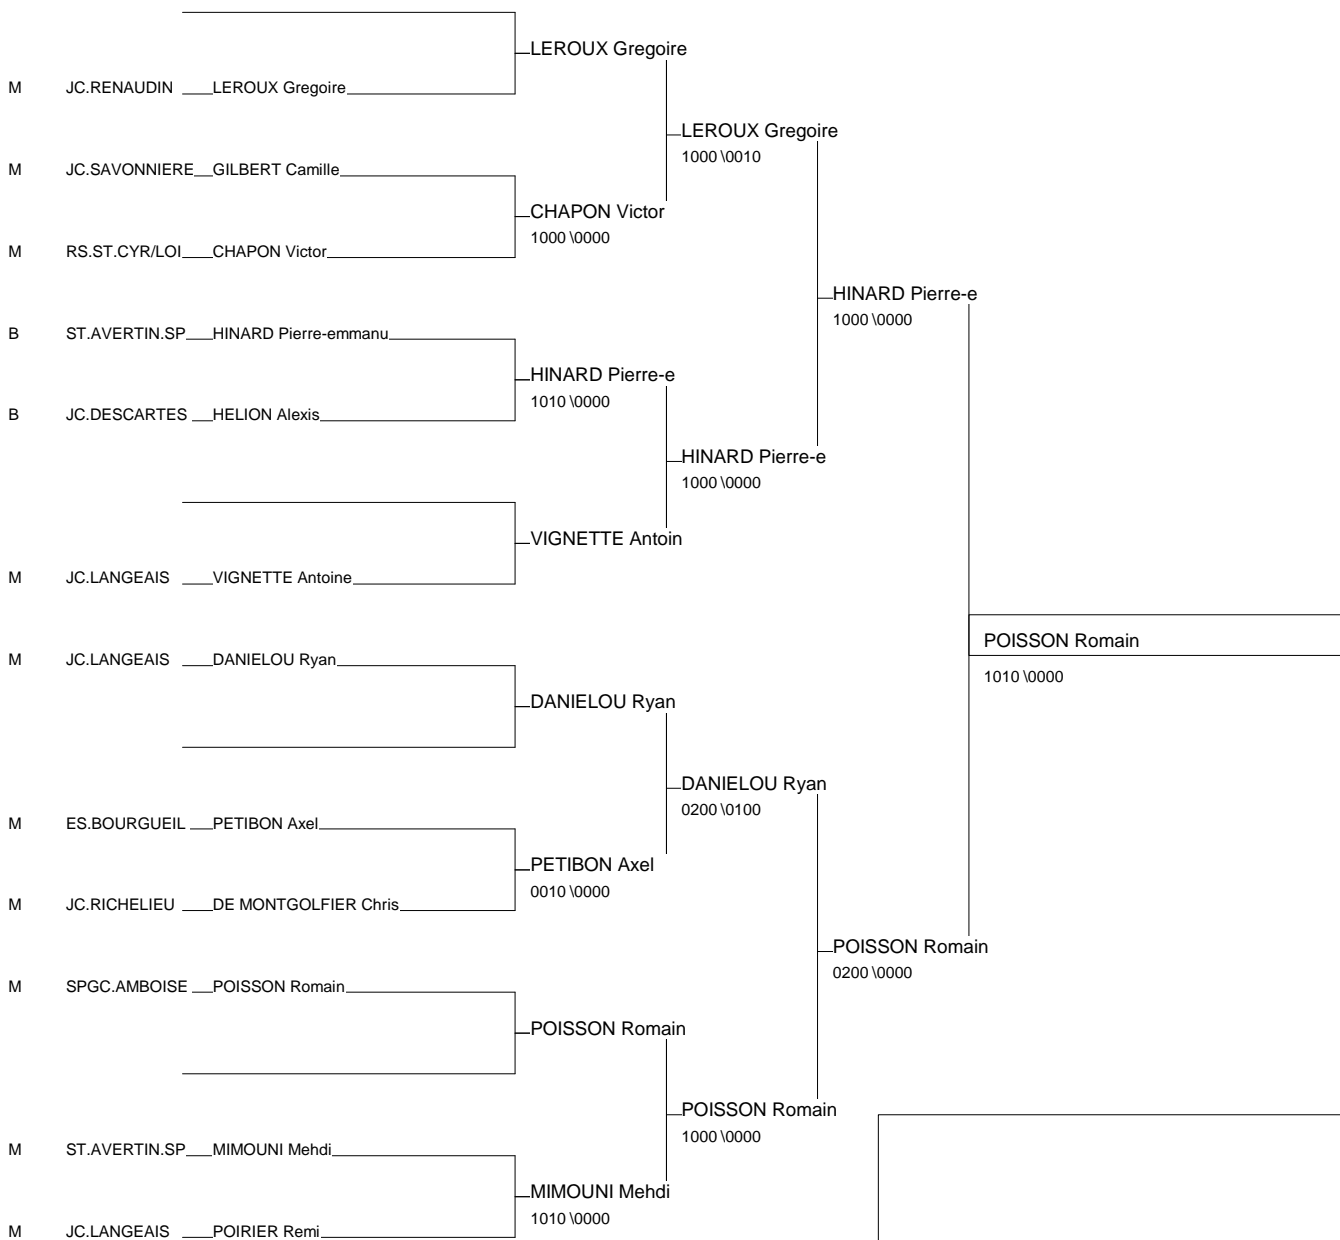 LEROUX Gregoire
M JC.RENAUDIN LEROUX Gregoire
LEROUX Gregoire
1000 \0010
M JC.SAVONNIERE GILBERT Camille
CHAPON Victor
1000 \0000
M RS.ST.CYR/LOI CHAPON Victor
HINARD Pierre-e
1000 \0000
B ST.AVERTIN.SP HINARD Pierre-emmanu
HINARD Pierre-e
1010 \0000
B JC.DESCARTES HELION Alexis
HINARD Pierre-e
1000 \0000
VIGNETTE Antoin
M JC.LANGEAIS VIGNETTE Antoine
POISSON Romain
1010 \0000
M JC.LANGEAIS DANIELOU Ryan
DANIELOU Ryan
DANIELOU Ryan
0200 \0100
M ES.BOURGUEIL PETIBON Axel
PETIBON Axel
0010 \0000
M JC.RICHELIEU DE MONTGOLFIER Chris
POISSON Romain
0200 \0000
M SPGC.AMBOISE POISSON Romain
POISSON Romain
POISSON Romain
1000 \0000
M ST.AVERTIN.SP MIMOUNI Mehdi
MIMOUNI Mehdi
1010 \0000
M JC.LANGEAIS POIRIER Remi